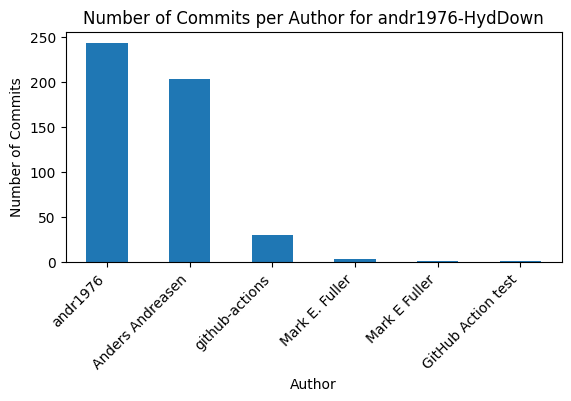 Number of Commits per Author for andr1976-HydDown
Number of Commits
250
200
150
100
50
0
andr1976
Anders Andreasen
github-actions
Mark E. Fuller
Mark E Fuller
GitHub Action test
Author